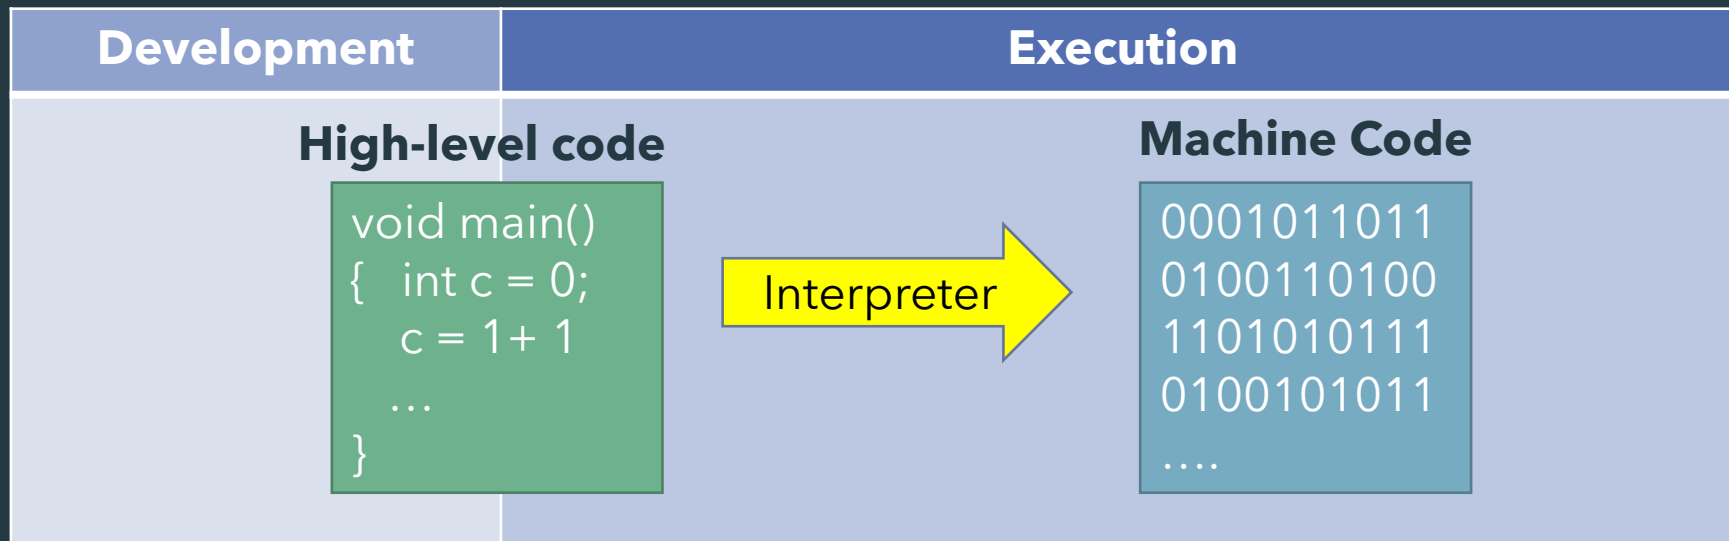 Development
Execution
High-level code
void main()
{ int c = 0;
c = 1+ 1
…
}
Interpreter
Machine Code
0001011011
0100110100
1101010111
0100101011
….